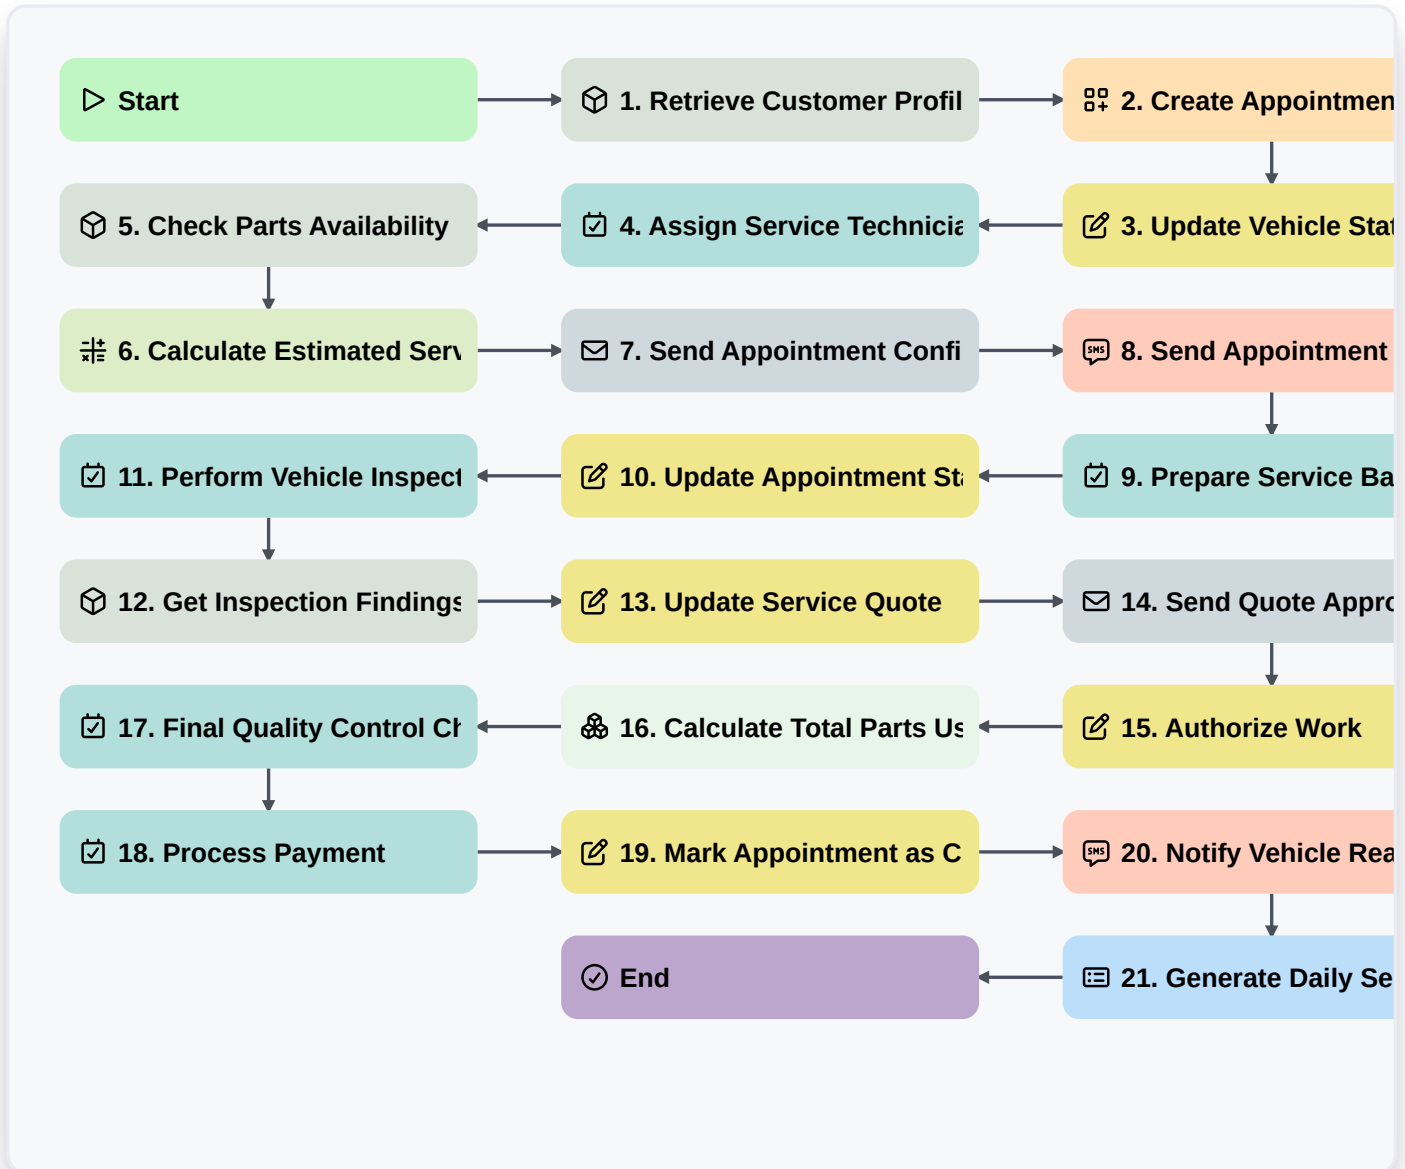 Start
1. Retrieve Customer Profil
2. Create Appointmen
5. Check Parts Availability
4. Assign Service Technicia
3. Update Vehicle Stat
6. Calculate Estimated Serv
7. Send Appointment Confi
8. Send Appointment
11. Perform Vehicle Inspect
10. Update Appointment Sta
9. Prepare Service Ba
12. Get Inspection Findings
13. Update Service Quote
14. Send Quote Appro
17. Final Quality Control Ch
16. Calculate Total Parts Us
15. Authorize Work
18. Process Payment
19. Mark Appointment as C
20. Notify Vehicle Rea
End
21. Generate Daily Se